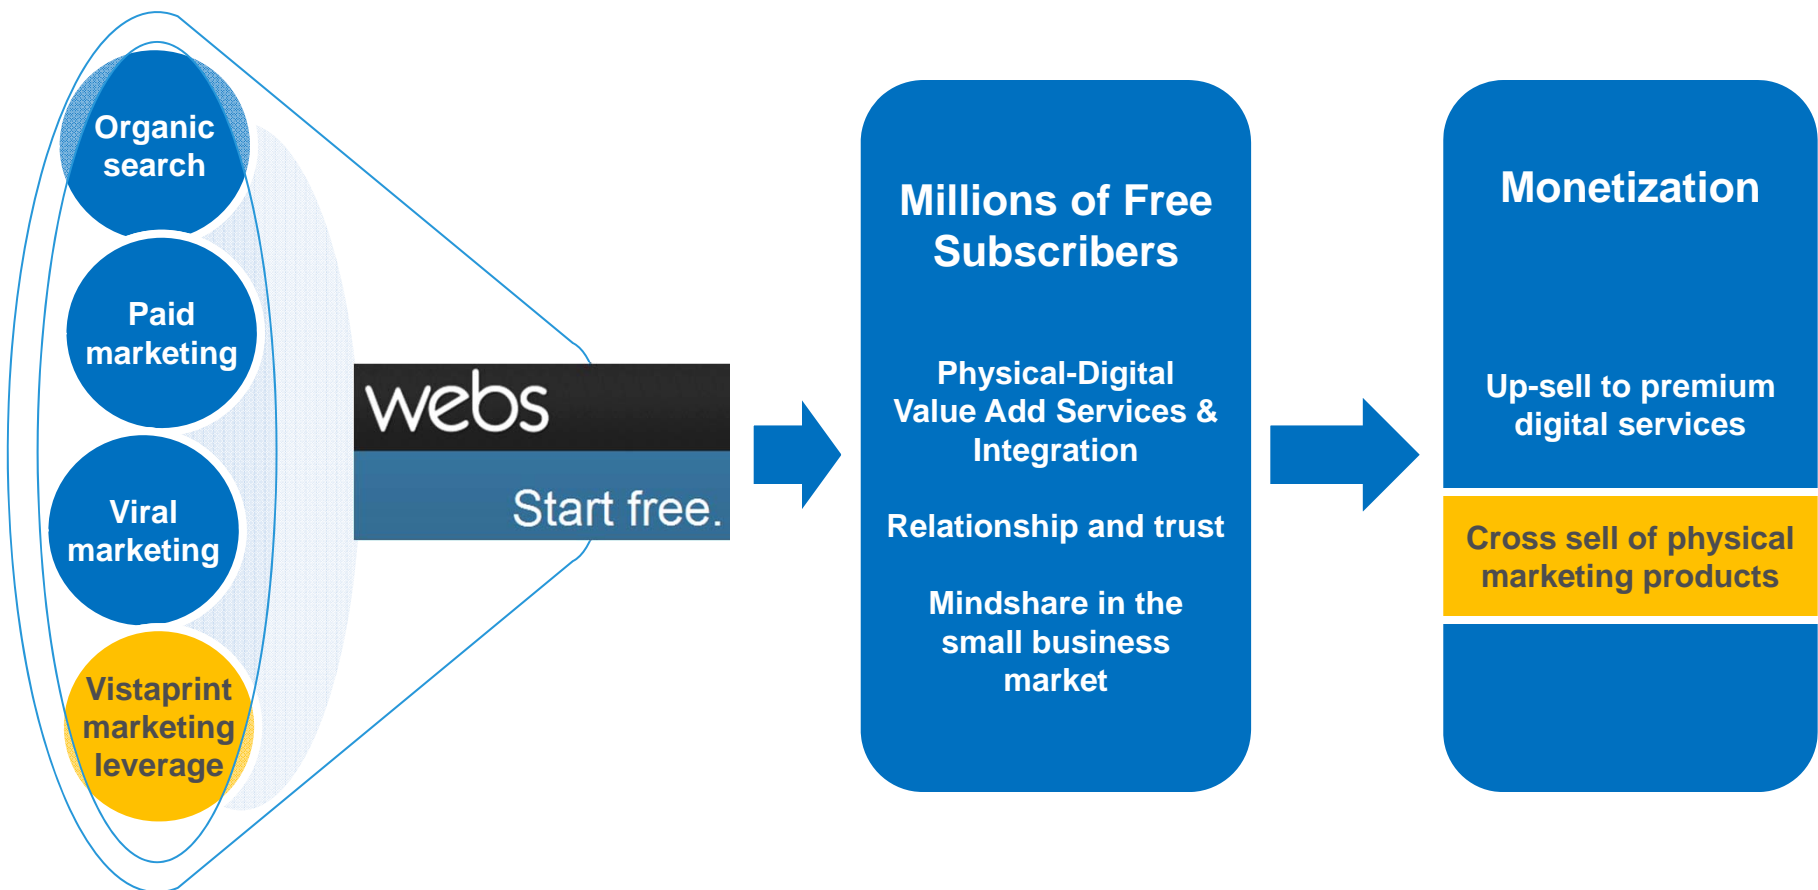 Organic
search
Paid
marketing
Viral
marketing
Vistaprint
marketing
leverage
webs
Start free.
Millions of Free
Subscribers
Physical-Digital
Value Add Services &
Integration
Relationship and trust
Mindshare in the
small business
market
Monetization
Up-sell to premium
digital services
Cross sell of physical
marketing products